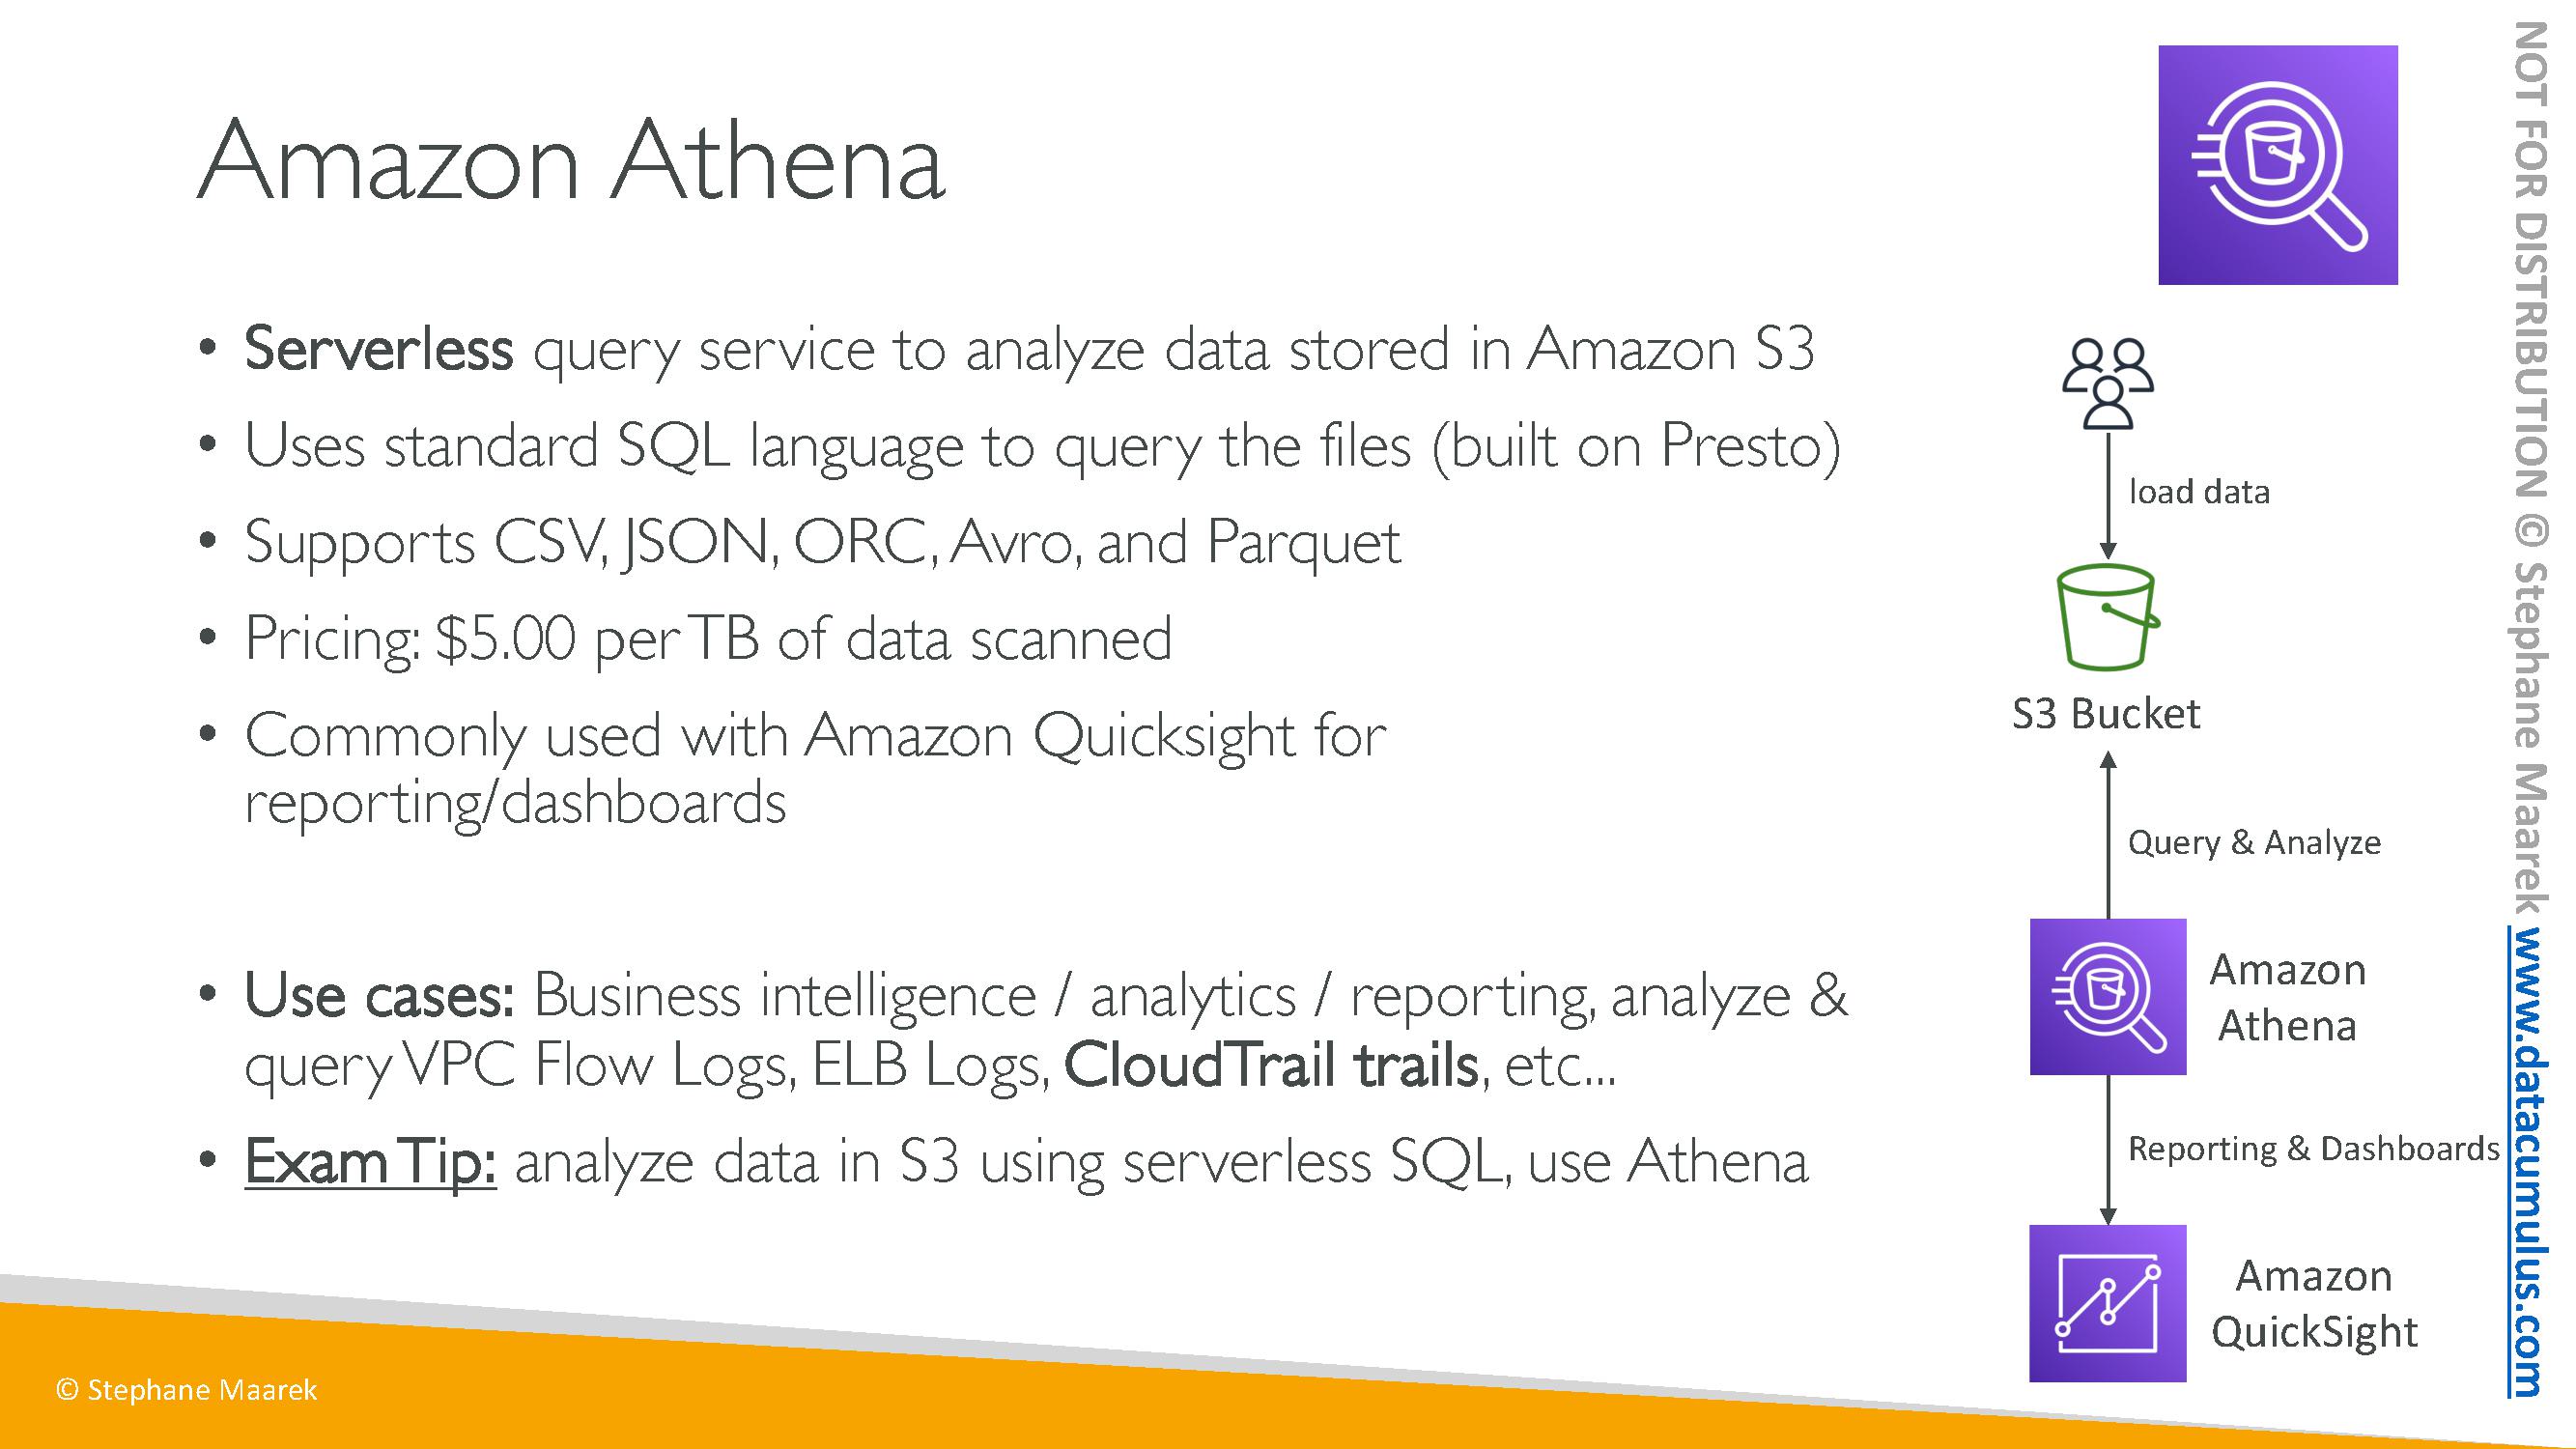 Amazon Athena
• Serverless query service to analyze data stored in Amazon S3
• Uses standard SQL language to query the files (built on Presto)
• Supports CSV, JSON, ORC, Avro, and Parquet
• Pricing: $5.00 per TB of data scanned
• Commonly used with Amazon Quicksight for
reporting/dashboards
• Use cases: Business intelligence / analytics / reporting, analyze &
query VPC Flow Logs, ELB Logs, CloudTrail trails, etc...
• Exam Tip: analyze data in S3 using serverless SQL, use Athena
load data
S3 Bucket
Query & Analyze
Amazon
Athena
Reporting & Dashboards
Amazon
QuickSight
© Stephane Maarek
NOT FOR DISTRIBUTION © Stephane Maarek www.datacumulus.com